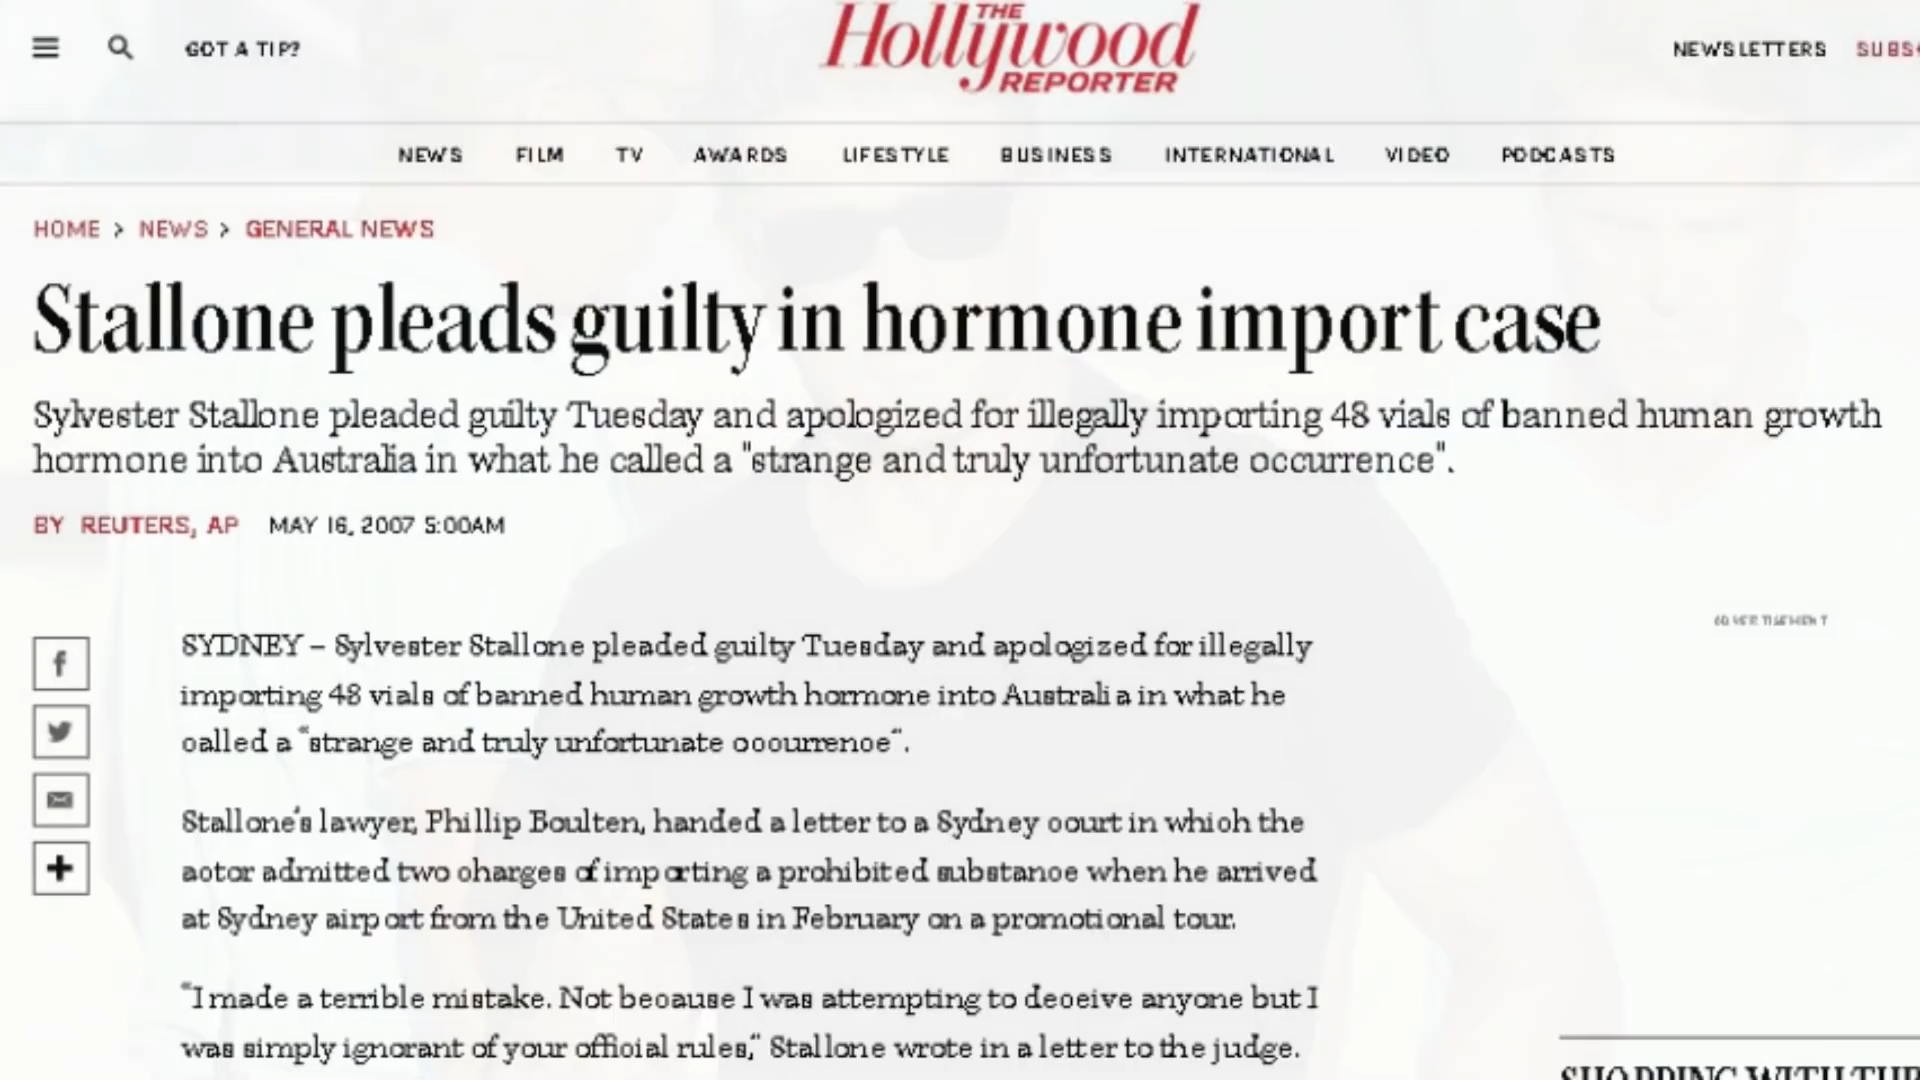 GOT A TIP?
THE
Hollywood
REPORTER
NEWSLETTERS
NEWS FILM TV AWARDS LIFESTYLE BUSINESS INTERNATIONAL VIDEO PODCASTS
HOME > NEWS > GENERAL NEWS
Stallone pleads guilty in hormone import case
Sylvester Stallone pleaded guilty Tuesday and apologized for illegally importing 48 vials of banned human growth
hormone into Australia in what he called a "strange and truly unfortunate occurrence".
BY REUTERS, AP MAY 16, 2007 5:00AM
ADVERTISEMENT
SYDNEY – Sylvester Stallone pleaded guilty Tuesday and apologized for illegally
importing 48 vials of banned human growth hormone into Australia in what he
called a “strange and truly unfortunate occurrence”.
Stallone’s lawyer, Phillip Boulten, handed a letter to a Sydney court in which the
actor admitted two charges of importing a prohibited substance when he arrived
at Sydney airport from the United States in February on a promotional tour.
“I made a terrible mistake. Not because I was attempting to deceive anyone but I
was simply ignorant of your official rules,” Stallone wrote in a letter to the judge.
SHOPPING WITH